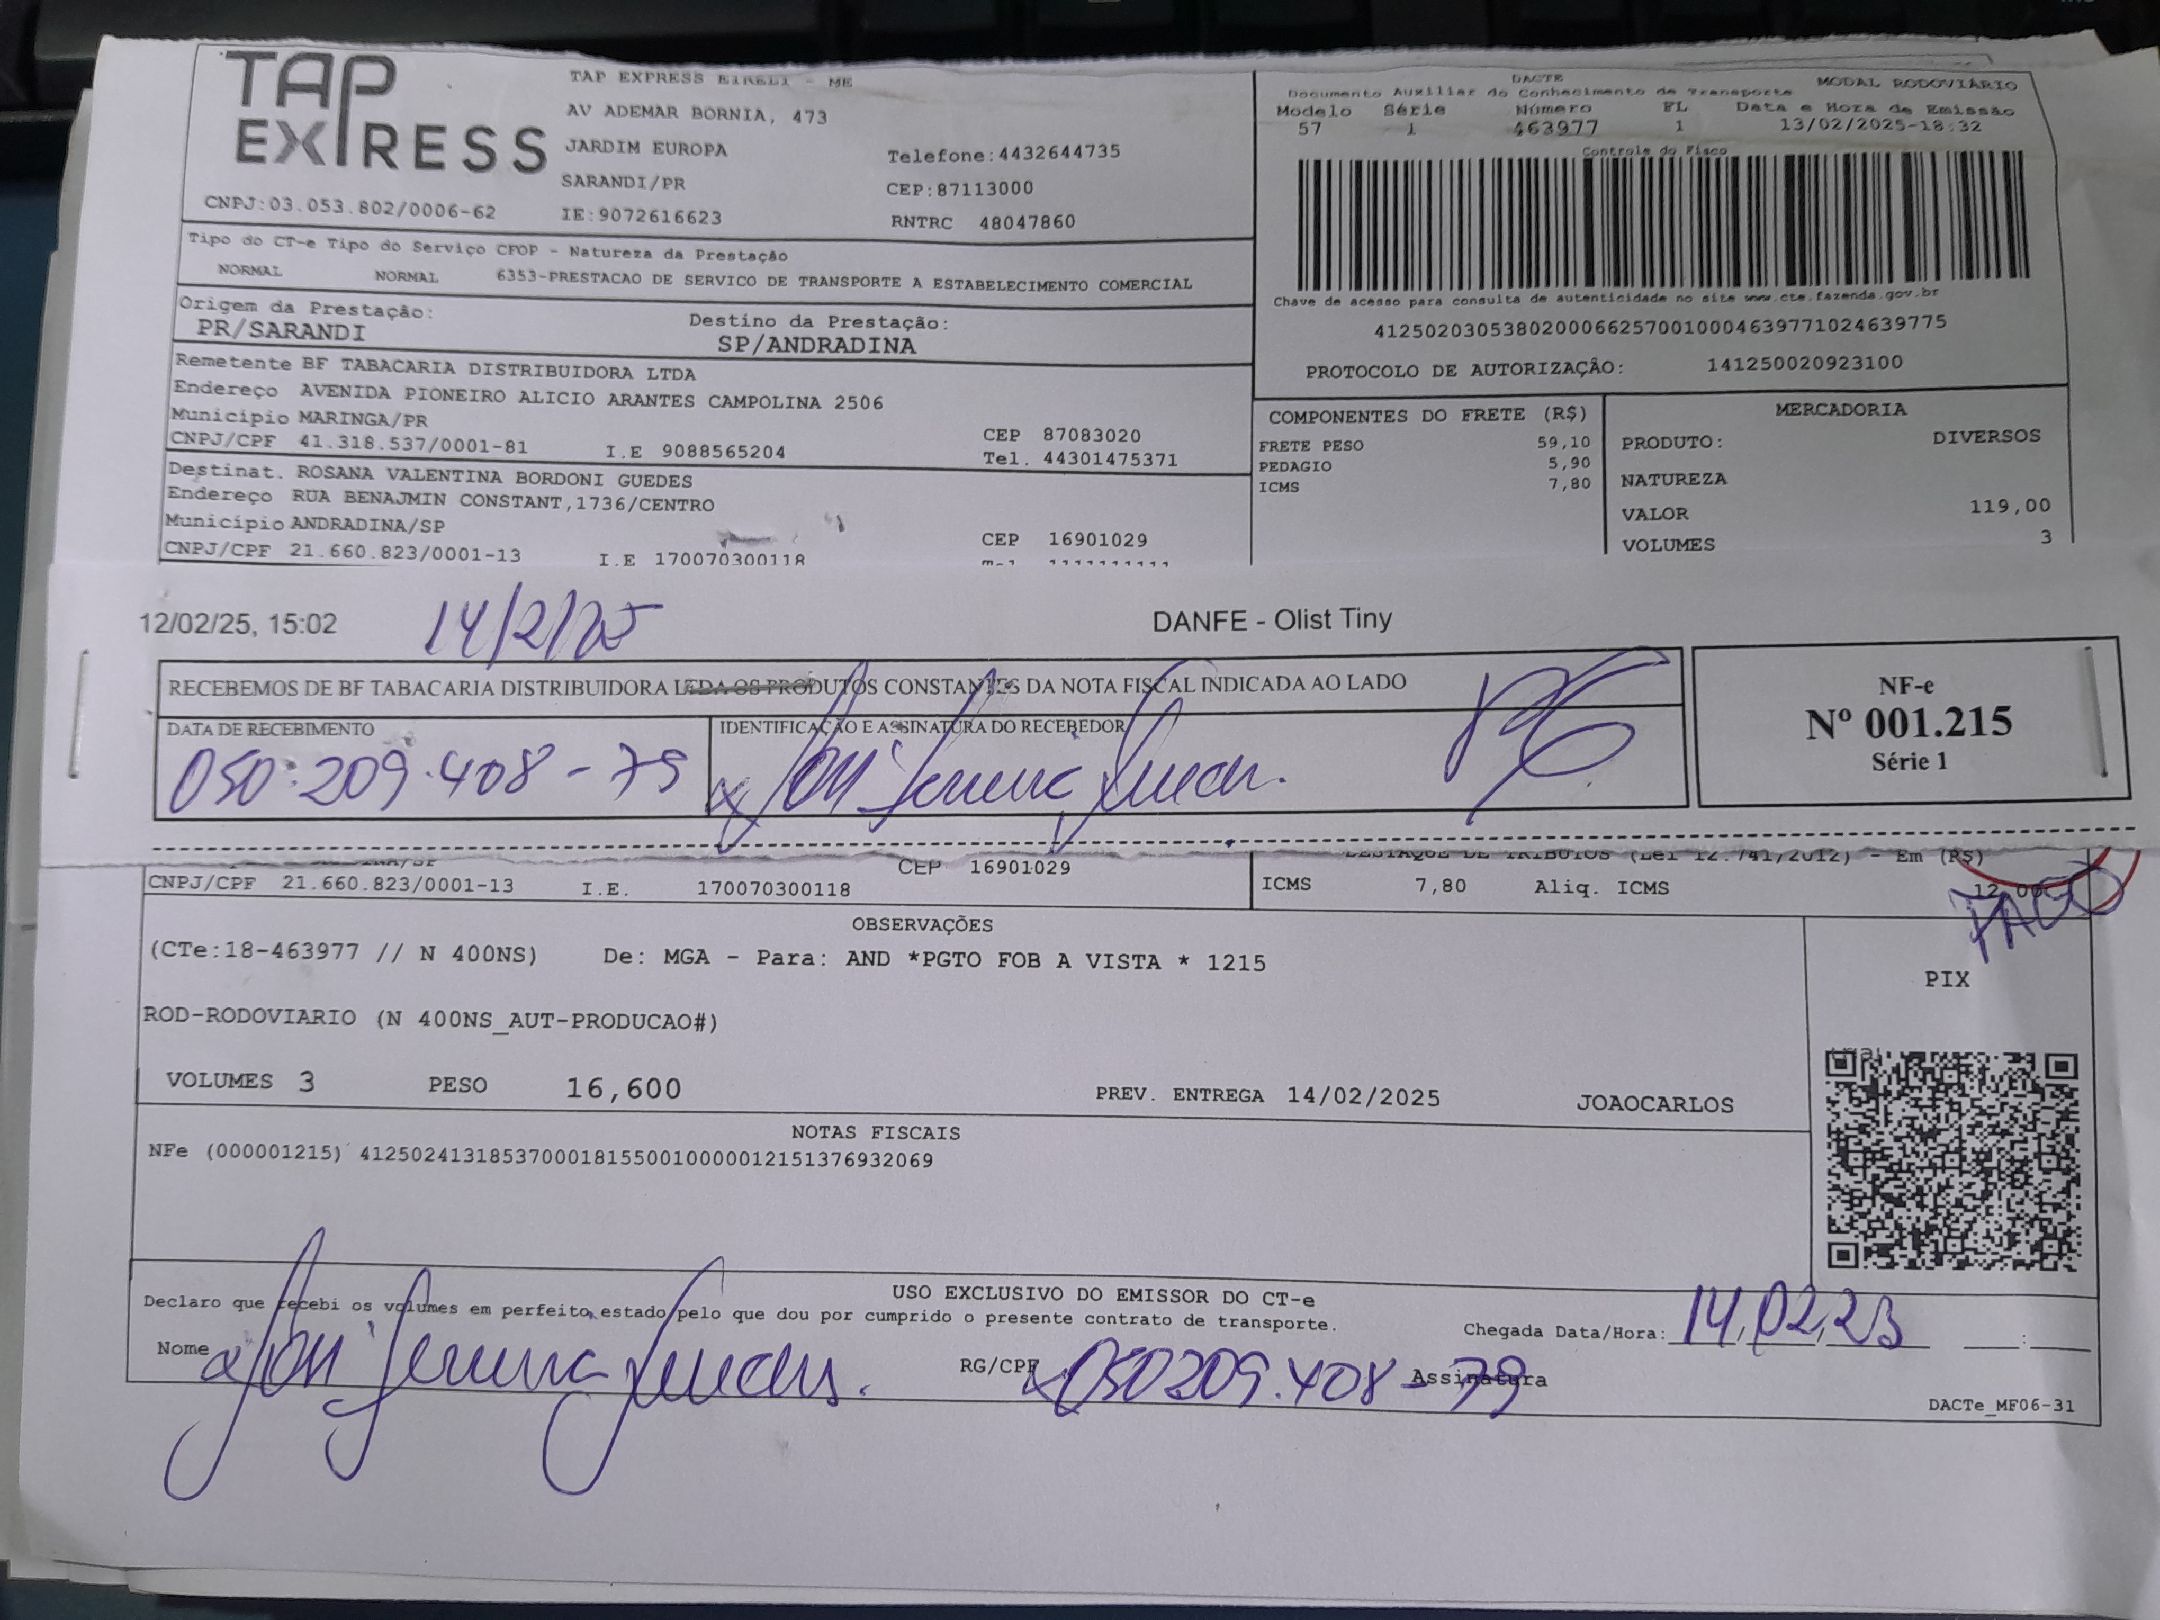 TAP
EXPRESS
CNPJ:03.053.802/0006-62
TAP EXPRESS EIRELI - ME
AV ADEMAR BORNIA, 473
JARDIM EUROPA
Telefone:4432644735
SARANDI/PR
CEP:87113000
IE:9072616623
RNTRC 48047860
DACTE
MODAL RODOVIÁRIO
Documento Auxiliar do Conhecimento de Transporte
Modelo Série Número FL Data e Hora de Emissão
57 1 463977 1 13/02/2025-18:32
Controle do Fisco
Chave de acesso para consulta de autenticidade no site www.cte.fazenda.gov.br
41250203053802000662570010004639771024639775
PROTOCOLO DE AUTORIZAÇÃO: 141250020923100
Tipo do CT-e Tipo do Serviço CFOP - Natureza da Prestação
NORMAL NORMAL 6353-PRESTACAO DE SERVICO DE TRANSPORTE A ESTABELECIMENTO COMERCIAL
Origem da Prestação: Destino da Prestação:
PR/SARANDI SP/ANDRADINA
Remetente BF TABACARIA DISTRIBUIDORA LTDA
Endereço AVENIDA PIONEIRO ALICIO ARANTES CAMPOLINA 2506
Município MARINGA/PR CEP 87083020
CNPJ/CPF 41.318.537/0001-81 I.E 9088565204 Tel. 44301475371
Destinat. ROSANA VALENTINA BORDONI GUEDES
Endereço RUA BENAJMIN CONSTANT,1736/CENTRO
Município ANDRADINA/SP CEP 16901029
CNPJ/CPF 21.660.823/0001-13 I.E 170070300118
COMPONENTES DO FRETE (R$)
FRETE PESO 59,10
PEDAGIO 5,90
ICMS 7,80
MERCADORIA
PRODUTO: DIVERSOS
NATUREZA
VALOR 119,00
VOLUMES 3
12/02/25, 15:02 14/2/25 DANFE - Olist Tiny
RECEBEMOS DE BF TABACARIA DISTRIBUIDORA LTDA OS PRODUTOS CONSTANTES DA NOTA FISCAL INDICADA AO LADO
DATA DE RECEBIMENTO IDENTIFICAÇÃO E ASSINATURA DO RECEBEDOR
050.209.408-79
NF-e
Nº 001.215
Série 1
CEP 16901029
CNPJ/CPF 21.660.823/0001-13 I.E. 170070300118
DESTAQUE DE TRIBUTOS (Lei 12.741/2012) - Em (R$)
ICMS 7,80 Aliq. ICMS 12,00
PAGO
OBSERVAÇÕES
(CTe:18-463977 // N 400NS) De: MGA - Para: AND *PGTO FOB A VISTA * 1215
ROD-RODOVIARIO (N 400NS_AUT-PRODUCAO#)
VOLUMES 3 PESO 16,600 PREV. ENTREGA 14/02/2025 JOAOCARLOS
PIX
NOTAS FISCAIS
NFe (000001215) 41250241318537000181550010000012151376932069
USO EXCLUSIVO DO EMISSOR DO CT-e
Declaro que recebi os volumes em perfeito estado pelo que dou por cumprido o presente contrato de transporte.
Chegada Data/Hora: 14,02,23 :
Nome RG/CPF 050209.408-79 Assinatura
DACTe_MF06-31